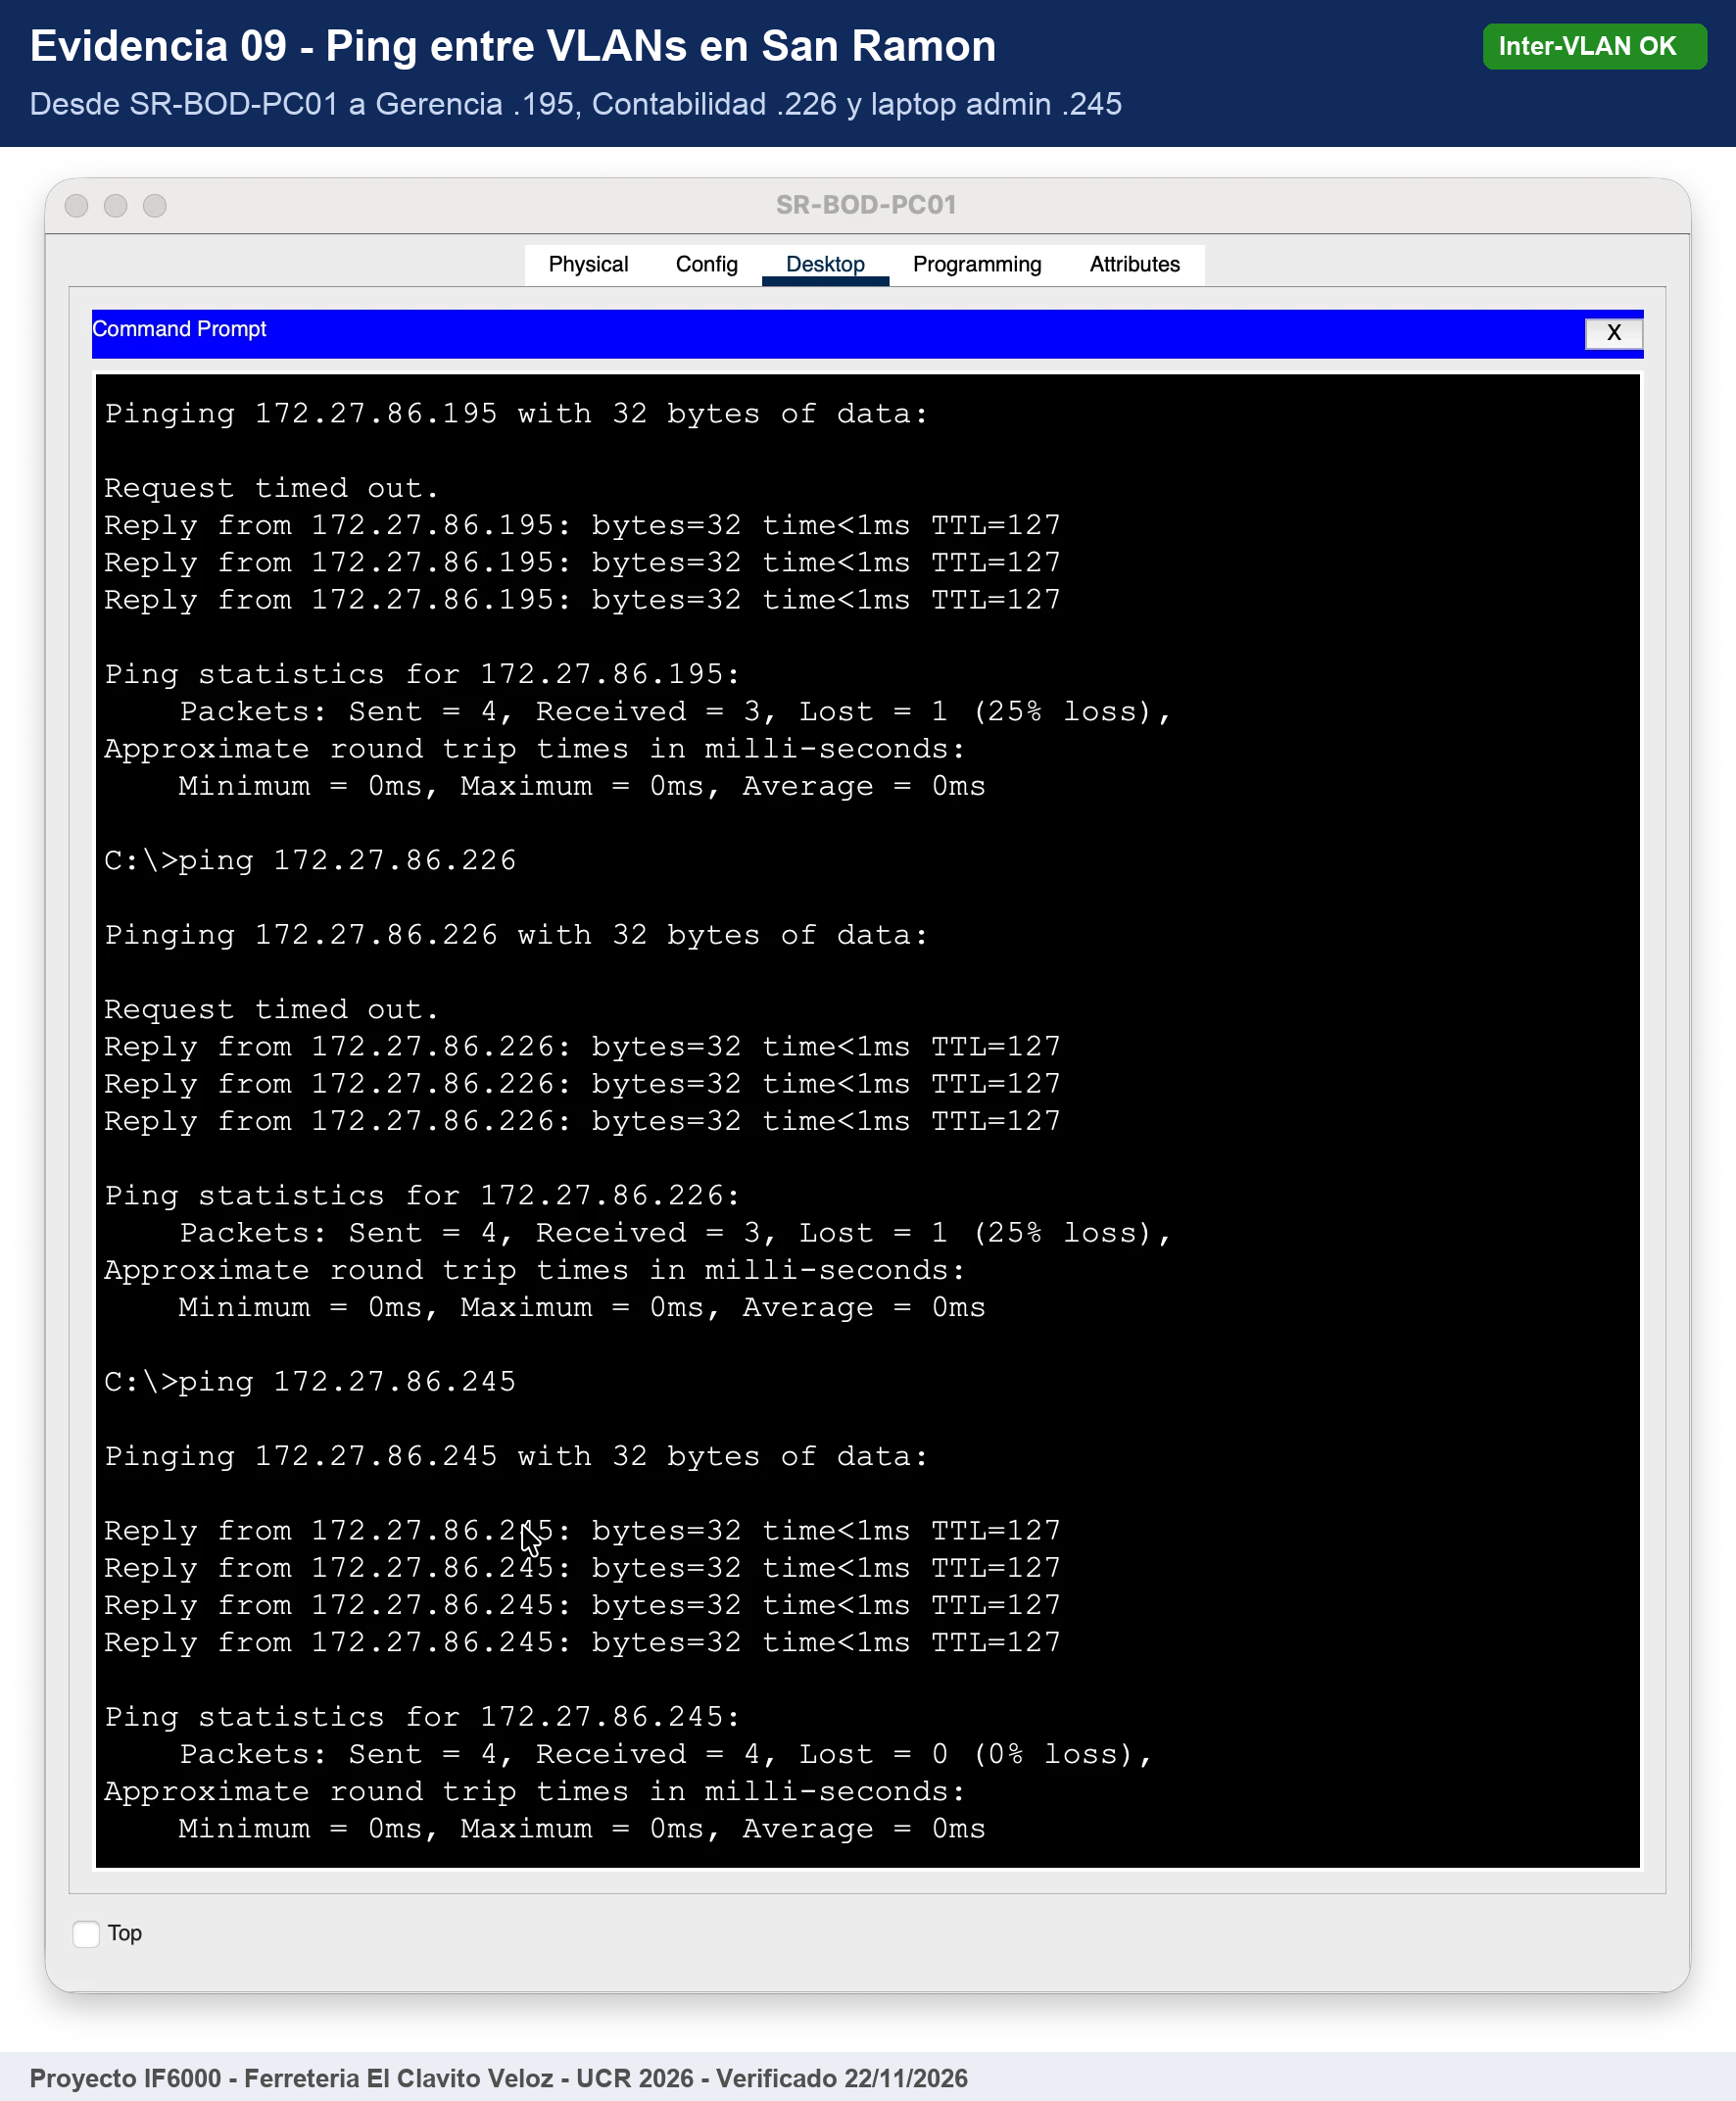 Evidencia 09 - Ping entre VLANs en San Ramon
Inter-VLAN OK
Desde SR-BOD-PC01 a Gerencia .195, Contabilidad .226 y laptop admin .245
SR-BOD-PC01
Physical Config Desktop Programming Attributes
Command Prompt
X
Pinging 172.27.86.195 with 32 bytes of data:
Request timed out.
Reply from 172.27.86.195: bytes=32 time<1ms TTL=127
Reply from 172.27.86.195: bytes=32 time<1ms TTL=127
Reply from 172.27.86.195: bytes=32 time<1ms TTL=127
Ping statistics for 172.27.86.195:
Packets: Sent = 4, Received = 3, Lost = 1 (25% loss),
Approximate round trip times in milli-seconds:
Minimum = 0ms, Maximum = 0ms, Average = 0ms
C:\>ping 172.27.86.226
Pinging 172.27.86.226 with 32 bytes of data:
Request timed out.
Reply from 172.27.86.226: bytes=32 time<1ms TTL=127
Reply from 172.27.86.226: bytes=32 time<1ms TTL=127
Reply from 172.27.86.226: bytes=32 time<1ms TTL=127
Ping statistics for 172.27.86.226:
Packets: Sent = 4, Received = 3, Lost = 1 (25% loss),
Approximate round trip times in milli-seconds:
Minimum = 0ms, Maximum = 0ms, Average = 0ms
C:\>ping 172.27.86.245
Pinging 172.27.86.245 with 32 bytes of data:
Reply from 172.27.86.245: bytes=32 time<1ms TTL=127
Reply from 172.27.86.245: bytes=32 time<1ms TTL=127
Reply from 172.27.86.245: bytes=32 time<1ms TTL=127
Reply from 172.27.86.245: bytes=32 time<1ms TTL=127
Ping statistics for 172.27.86.245:
Packets: Sent = 4, Received = 4, Lost = 0 (0% loss),
Approximate round trip times in milli-seconds:
Minimum = 0ms, Maximum = 0ms, Average = 0ms
Top
Proyecto IF6000 - Ferreteria El Clavito Veloz - UCR 2026 - Verificado 22/11/2026